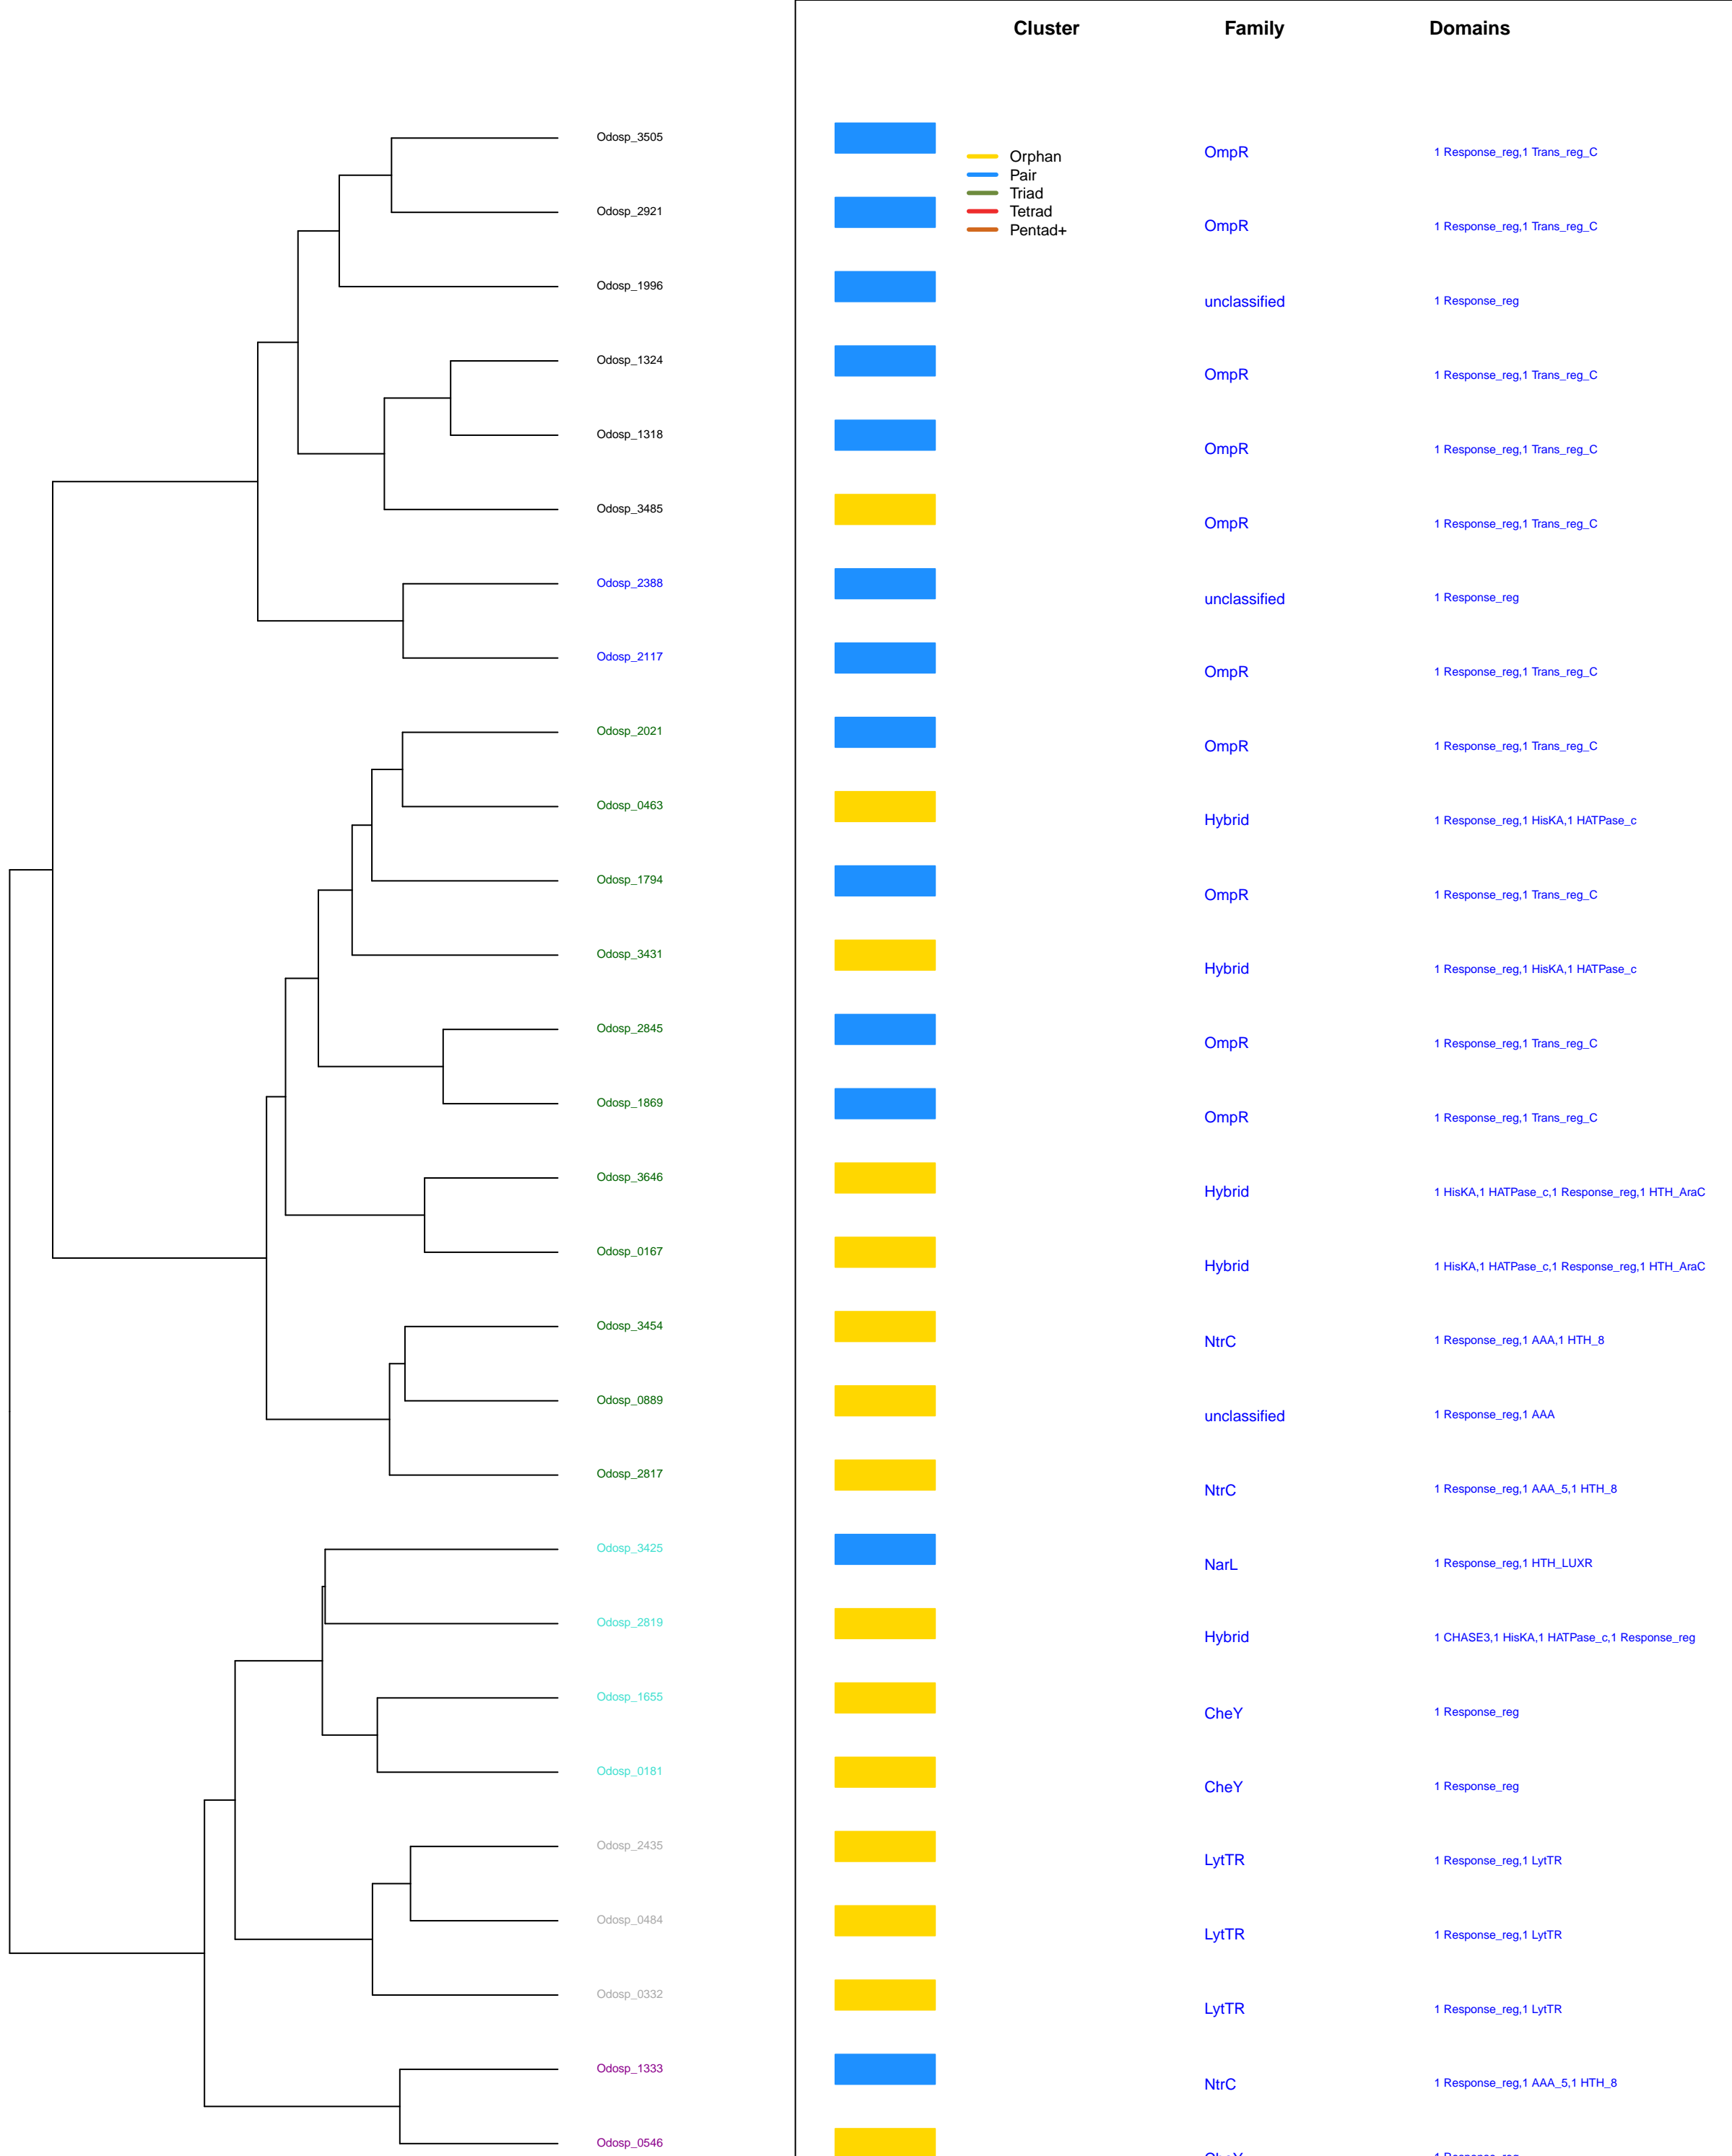 Cluster Family Domains
Odosp_3505 OmpR 1 Response_reg,1 Trans_reg_C
Orphan
Pair
Triad
Tetrad
Pentad+
Odosp_2921 OmpR 1 Response_reg,1 Trans_reg_C
Odosp_1996 unclassified 1 Response_reg
Odosp_1324 OmpR 1 Response_reg,1 Trans_reg_C
Odosp_1318 OmpR 1 Response_reg,1 Trans_reg_C
Odosp_3485 OmpR 1 Response_reg,1 Trans_reg_C
Odosp_2388 unclassified 1 Response_reg
Odosp_2117 OmpR 1 Response_reg,1 Trans_reg_C
Odosp_2021 OmpR 1 Response_reg,1 Trans_reg_C
Odosp_0463 Hybrid 1 Response_reg,1 HisKA,1 HATPase_c
Odosp_1794 OmpR 1 Response_reg,1 Trans_reg_C
Odosp_3431 Hybrid 1 Response_reg,1 HisKA,1 HATPase_c
Odosp_2845 OmpR 1 Response_reg,1 Trans_reg_C
Odosp_1869 OmpR 1 Response_reg,1 Trans_reg_C
Odosp_3646 Hybrid 1 HisKA,1 HATPase_c,1 Response_reg,1 HTH_AraC
Odosp_0167 Hybrid 1 HisKA,1 HATPase_c,1 Response_reg,1 HTH_AraC
Odosp_3454 NtrC 1 Response_reg,1 AAA,1 HTH_8
Odosp_0889 unclassified 1 Response_reg,1 AAA
Odosp_2817 NtrC 1 Response_reg,1 AAA_5,1 HTH_8
Odosp_3425 NarL 1 Response_reg,1 HTH_LUXR
Odosp_2819 Hybrid 1 CHASE3,1 HisKA,1 HATPase_c,1 Response_reg
Odosp_1655 CheY 1 Response_reg
Odosp_0181 CheY 1 Response_reg
Odosp_2435 LytTR 1 Response_reg,1 LytTR
Odosp_0484 LytTR 1 Response_reg,1 LytTR
Odosp_0332 LytTR 1 Response_reg,1 LytTR
Odosp_1333 NtrC 1 Response_reg,1 AAA_5,1 HTH_8
Odosp_0546